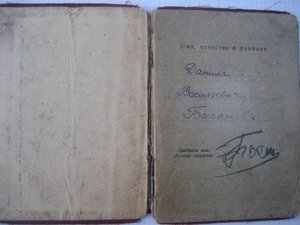 Имя, отчество и фамилия
Даниил
Васильевич
Подпись вла-
дельца книжки